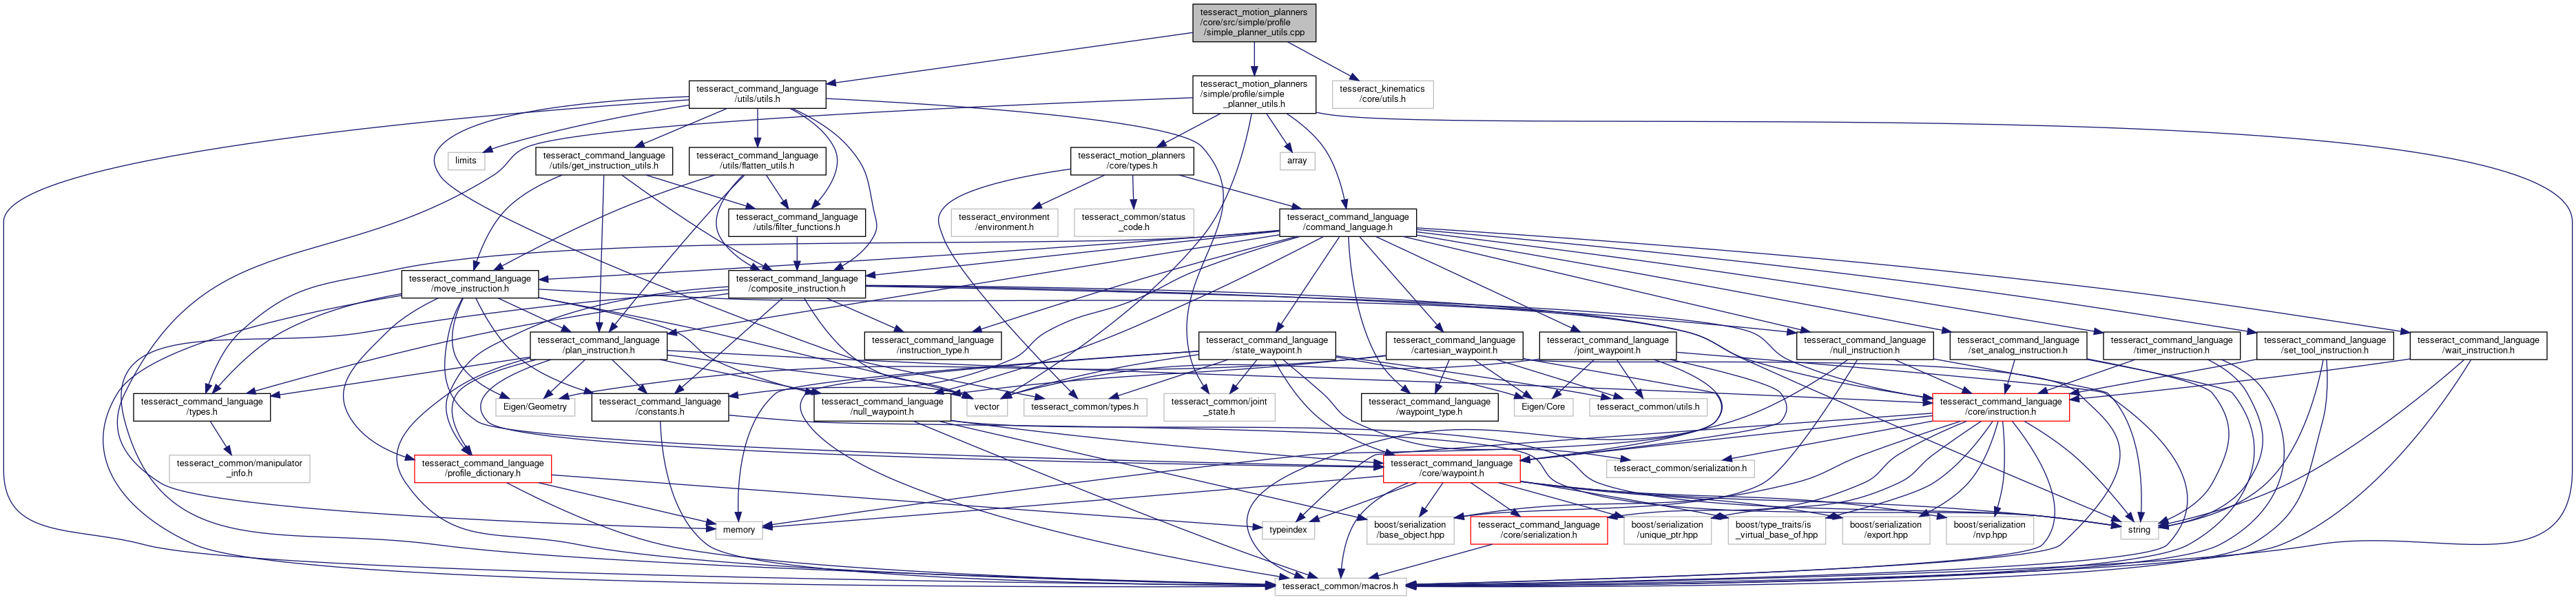 tesseract_motion_planners
/core/src/simple/profile
/simple_planner_utils.cpp
tesseract_command_language
/utils/utils.h
tesseract_motion_planners
/simple/profile/simple
_planner_utils.h
tesseract_kinematics
/core/utils.h
limits
tesseract_command_language
/utils/get_instruction_utils.h
tesseract_command_language
/utils/flatten_utils.h
tesseract_motion_planners
/core/types.h
array
tesseract_command_language
/utils/filter_functions.h
tesseract_environment
/environment.h
tesseract_common/status
_code.h
tesseract_command_language
/command_language.h
tesseract_command_language
/move_instruction.h
tesseract_command_language
/composite_instruction.h
tesseract_command_language
/plan_instruction.h
tesseract_command_language
/instruction_type.h
tesseract_command_language
/state_waypoint.h
tesseract_command_language
/cartesian_waypoint.h
tesseract_command_language
/joint_waypoint.h
tesseract_command_language
/null_instruction.h
tesseract_command_language
/set_analog_instruction.h
tesseract_command_language
/timer_instruction.h
tesseract_command_language
/set_tool_instruction.h
tesseract_command_language
/wait_instruction.h
tesseract_command_language
/types.h
Eigen/Geometry
tesseract_command_language
/constants.h
tesseract_command_language
/null_waypoint.h
vector
tesseract_common/types.h
tesseract_common/joint
_state.h
tesseract_command_language
/waypoint_type.h
Eigen/Core
tesseract_common/utils.h
tesseract_command_language
/core/instruction.h
tesseract_common/manipulator
_info.h
tesseract_command_language
/profile_dictionary.h
tesseract_command_language
/core/waypoint.h
tesseract_common/serialization.h
memory
typeindex
boost/serialization
/base_object.hpp
tesseract_command_language
/core/serialization.h
boost/serialization
/unique_ptr.hpp
boost/type_traits/is
_virtual_base_of.hpp
boost/serialization
/export.hpp
boost/serialization
/nvp.hpp
string
tesseract_common/macros.h